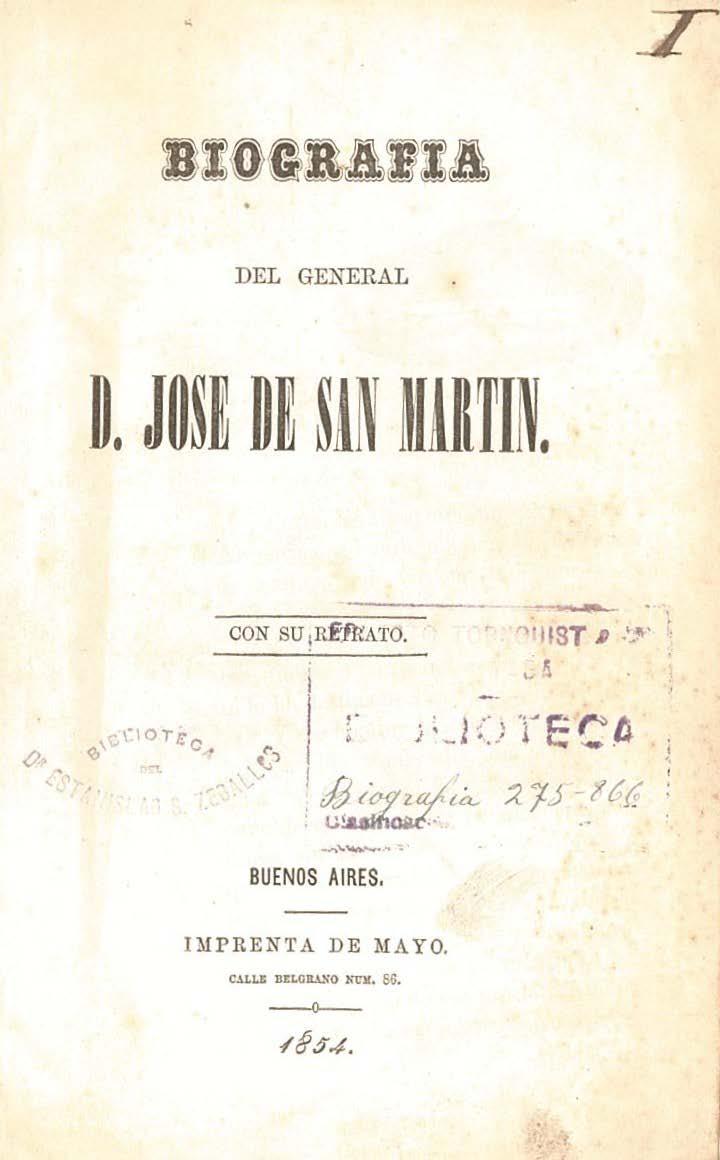 I
BIOGRAFIA
DEL GENERAL
D. JOSE DE SAN MARTIN.
CON SU RETRATO.
TORNQUIST
BIBLIOTECA
BIBLIOTECA
DEL
Dr ESTANISLAO S. ZEBALLOS
Biografia 275-866
BUENOS AIRES.
IMPRENTA DE MAYO.
CALLE BELGRANO NUM. 86.
1854.